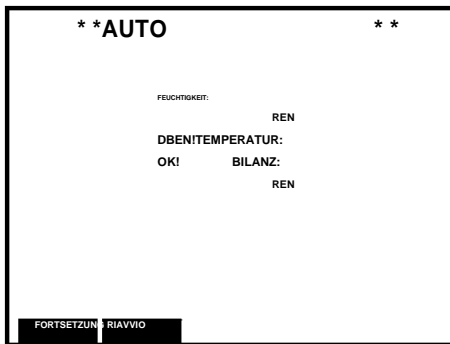 * *AUTO * *
FEUCHTIGKEIT:
REN
DBEN!TEMPERATUR:
OK! BILANZ:
REN
FORTSETZUNG RIAVVIO